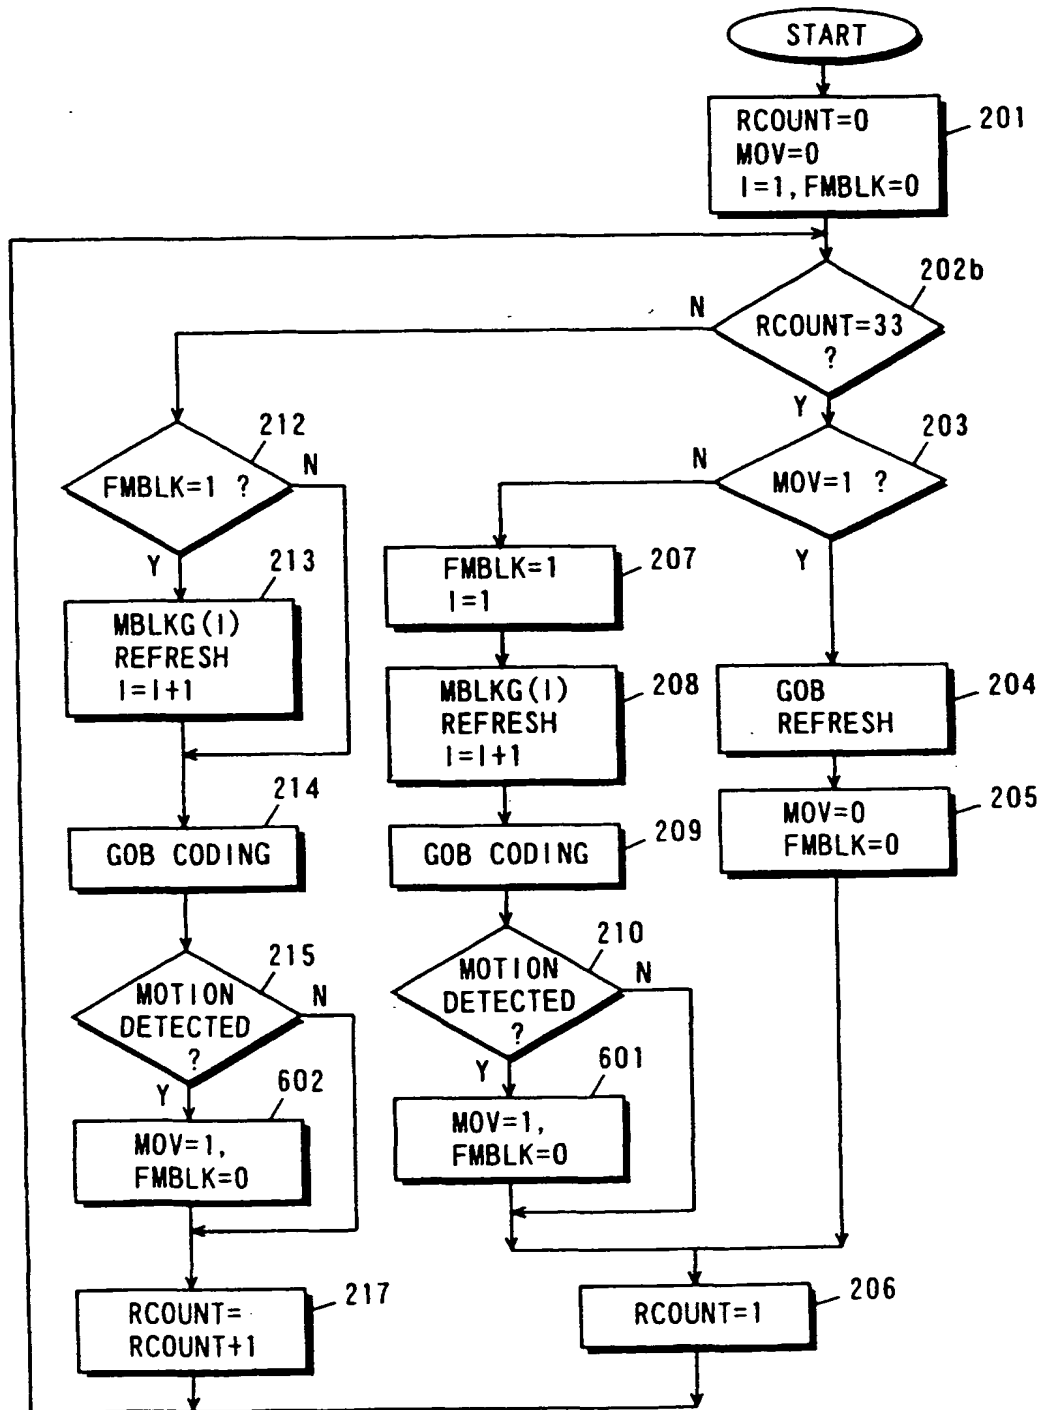 START
RCOUNT=0
MOV=0
I=1, FMBLK=0
201
202b
N
RCOUNT=33
?
Y
212
203
FMBLK=1 ?
N
N
MOV=1 ?
Y
Y
213
FMBLK=1
I=1
207
MBLKG(I)
REFRESH
I=I+1
MBLKG(I)
REFRESH
I=I+1
208
GOB
REFRESH
204
214
MOV=0
FMBLK=0
205
GOB CODING
GOB CODING
209
215
210
MOTION
DETECTED
?
N
MOTION
DETECTED
?
N
Y
602
Y
601
MOV=1,
FMBLK=0
MOV=1,
FMBLK=0
RCOUNT=
RCOUNT+1
217
RCOUNT=1
206